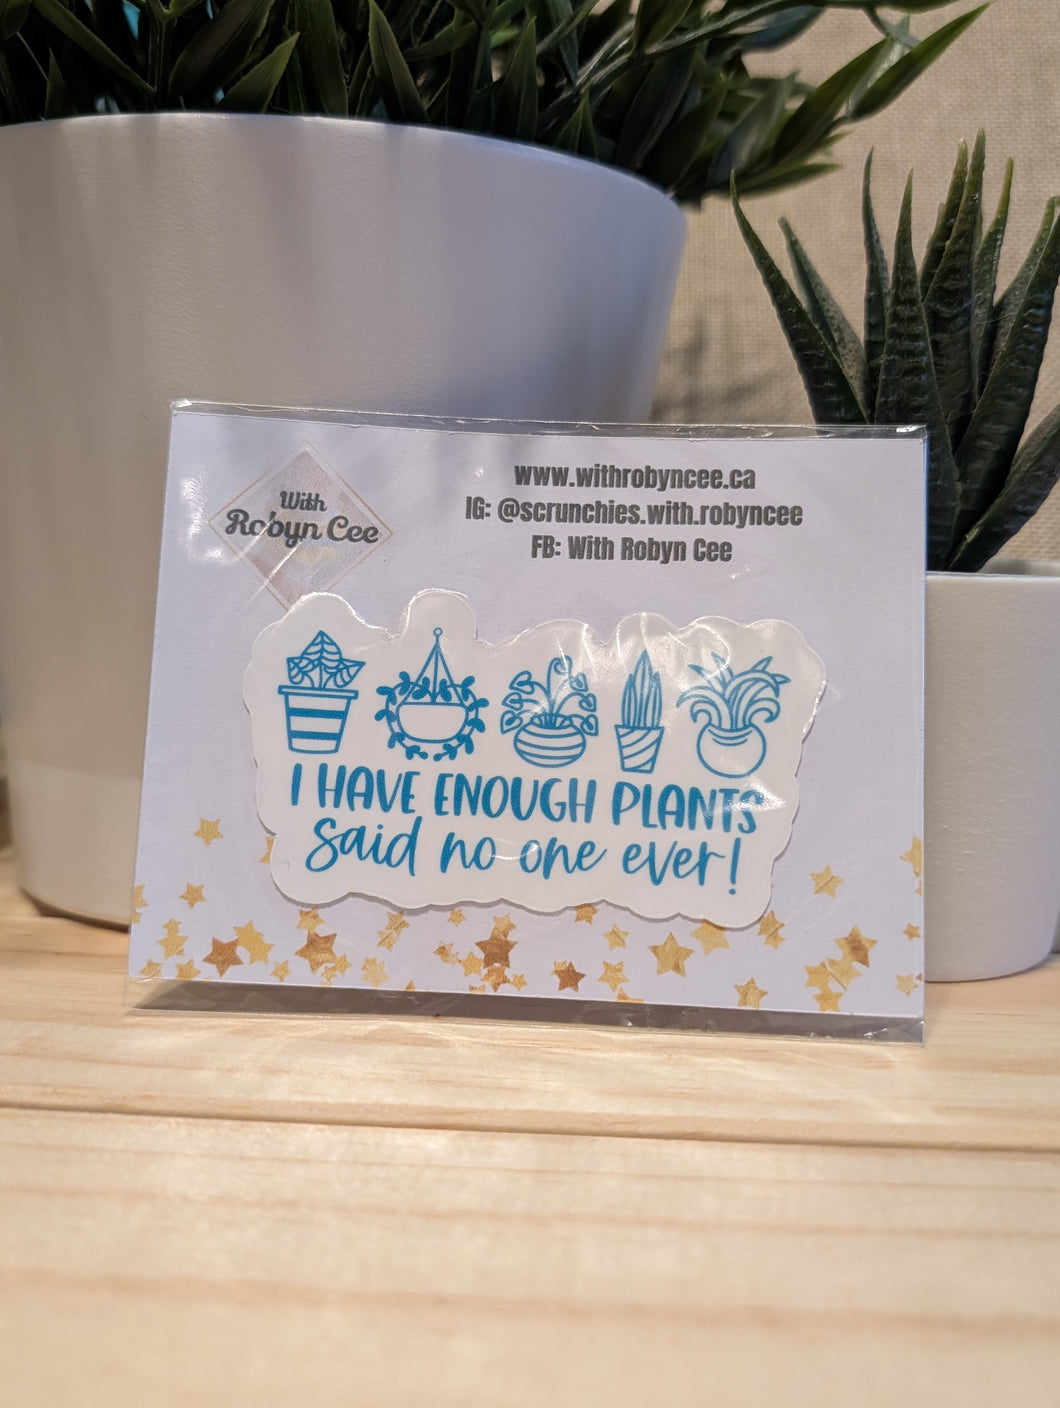 With
Robyn Cee
www.withrobyncee.ca
IG: @scrunchies.with.robyncee
FB: With Robyn Cee
I HAVE ENOUGH PLANTS
said no one ever!